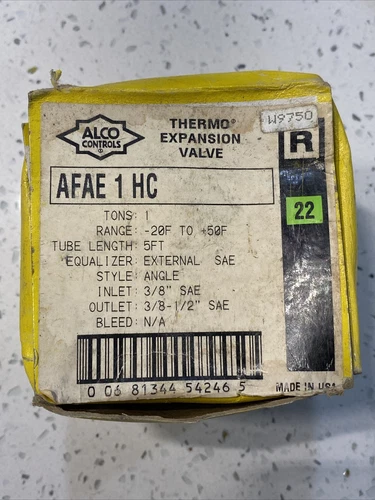 ALCO
CONTROLS
®
THERMO®
EXPANSION
VALVE
W9750
R
AFAE 1 HC
22
TONS: 1
RANGE: -20F TO +50F
TUBE LENGTH: 5FT
EQUALIZER: EXTERNAL SAE
STYLE: ANGLE
INLET: 3/8" SAE
OUTLET: 3/8-1/2" SAE
BLEED: N/A
0 06 81344 54246 5
MADE IN USA